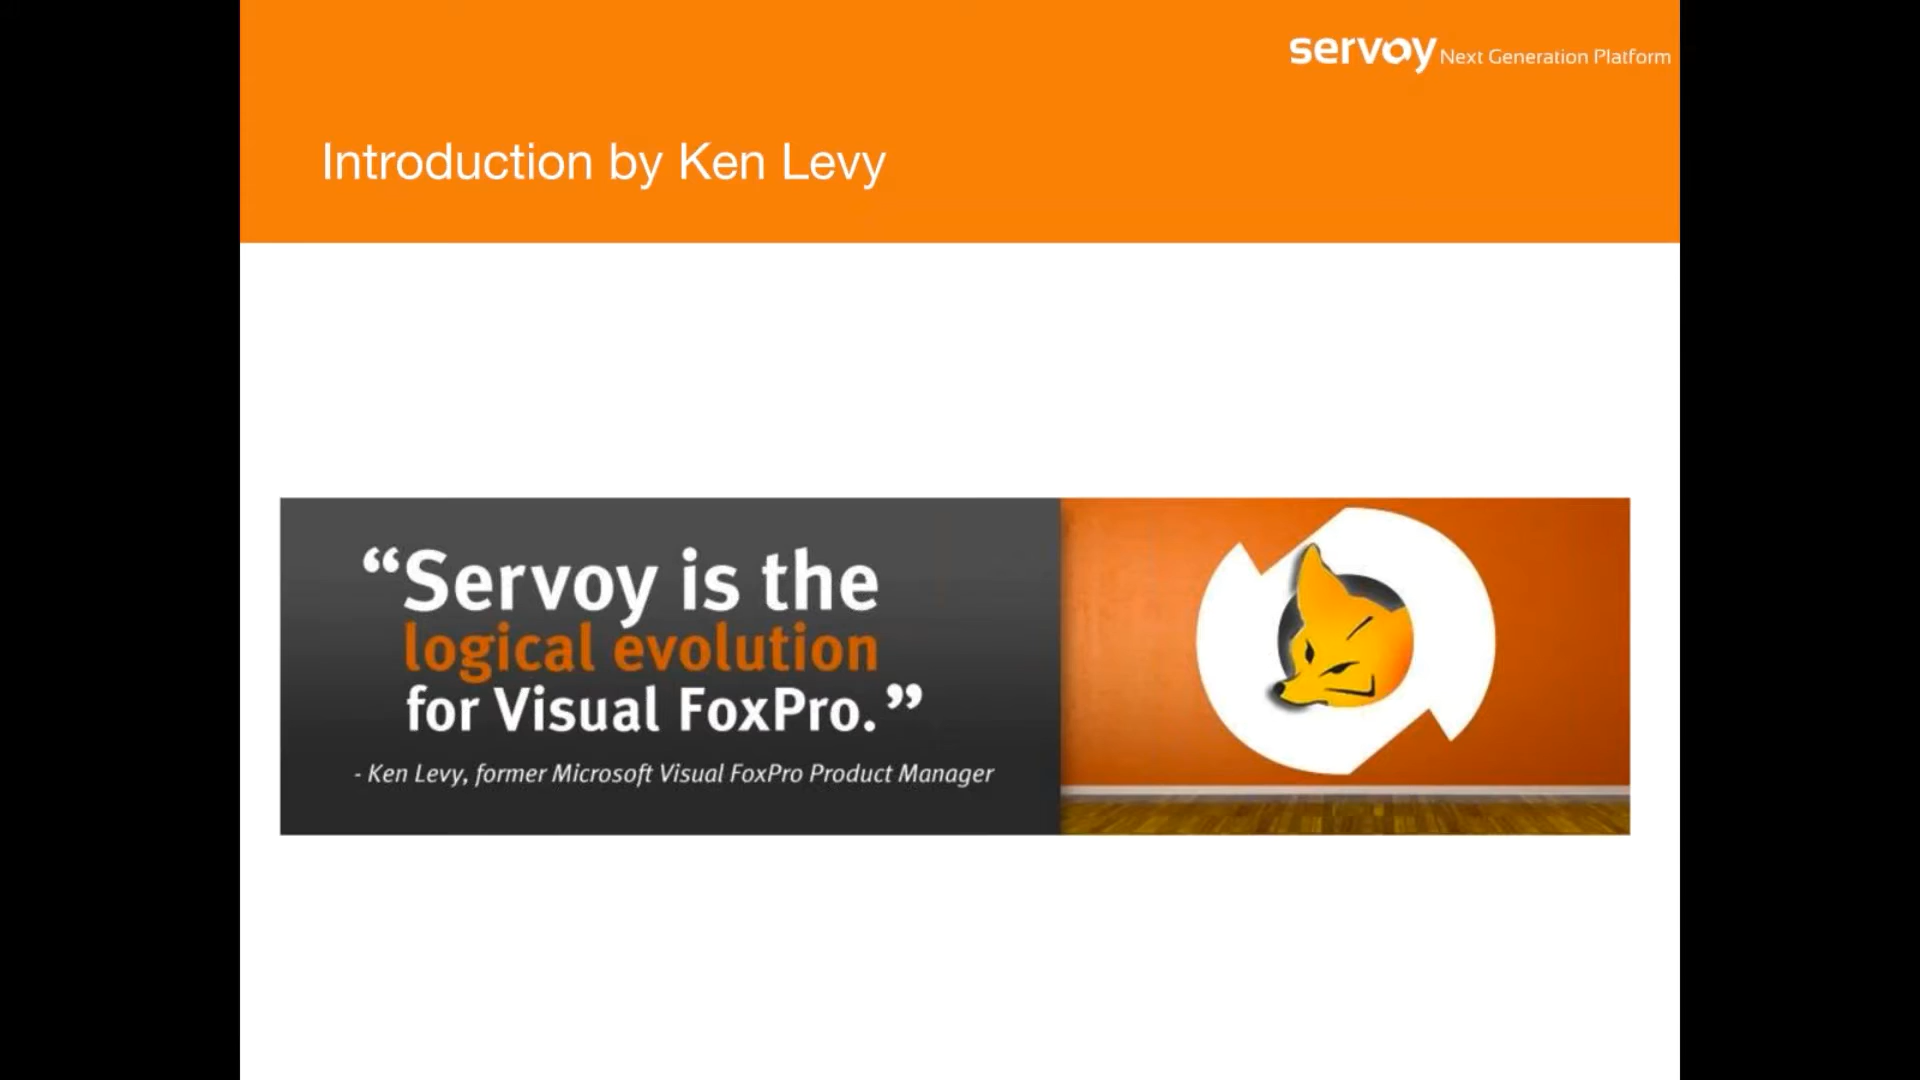 servoy Next Generation Platform
Introduction by Ken Levy
“Servoy is the
logical evolution
for Visual FoxPro.”
- Ken Levy, former Microsoft Visual FoxPro Product Manager